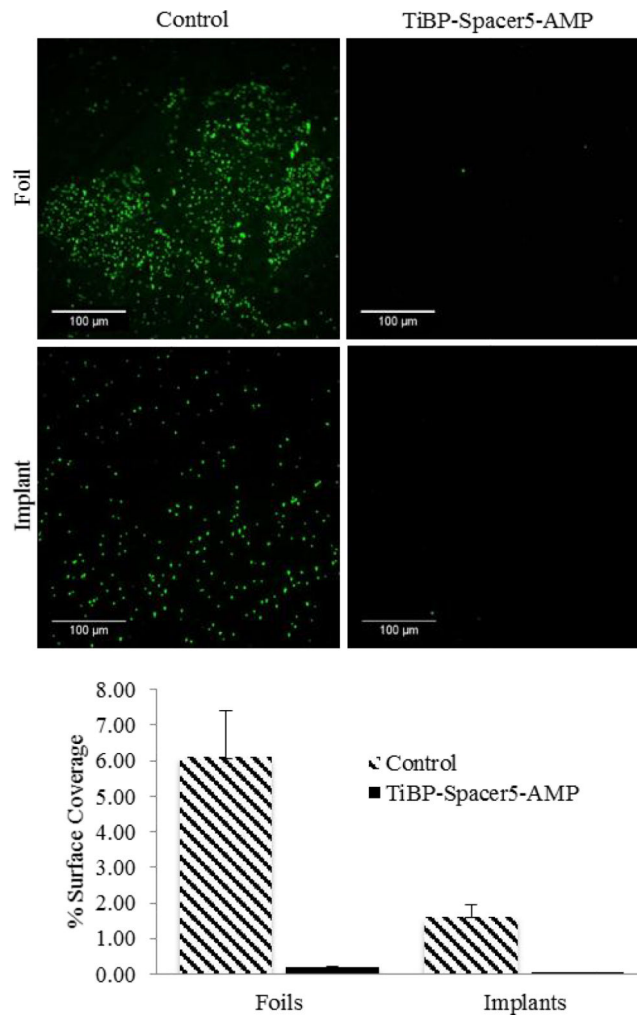 Control
TiBP-Spacer5-AMP
Foil
100 µm
100 µm
Implant
100 µm
100 µm
% Surface Coverage
8.00
7.00
6.00
5.00
4.00
3.00
2.00
1.00
0.00
Control
TiBP-Spacer5-AMP
Foils
Implants